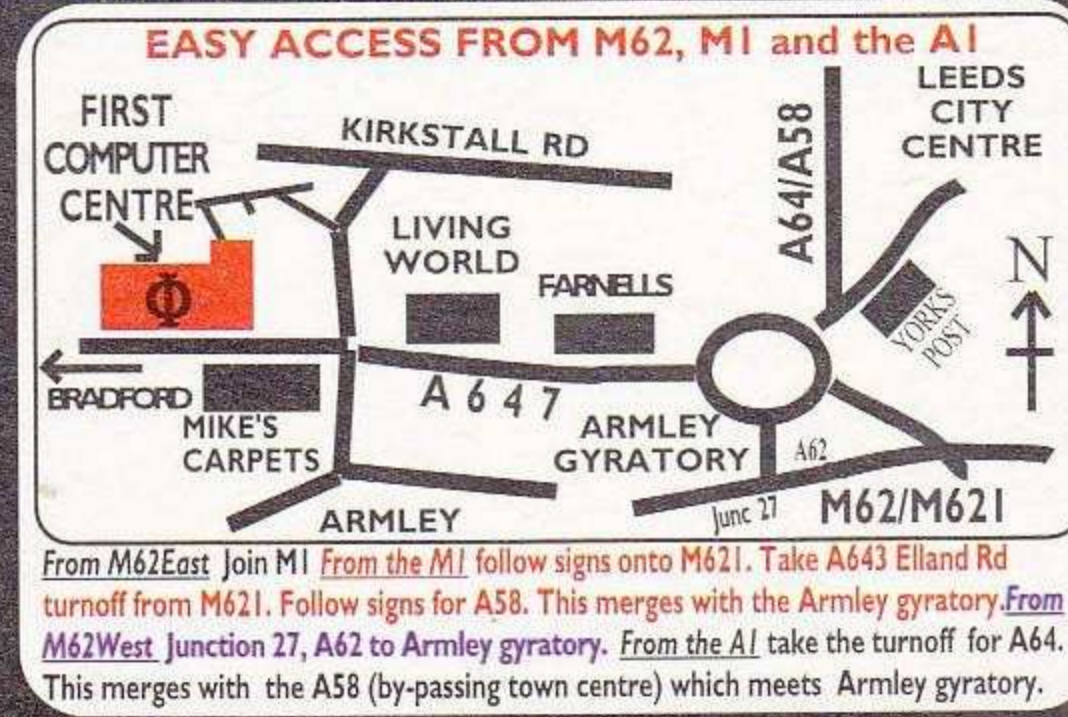 EASY ACCESS FROM M62, M1 and the A1
FIRST
COMPUTER
CENTRE
KIRKSTALL RD
A64/A58
LEEDS
CITY
CENTRE
LIVING
WORLD
FARNELLS
N
YORKS
POST
Φ
BRADFORD
MIKE'S
CARPETS
A 6 4 7
ARMLEY
GYRATORY
A62
Junc 27
M62/M621
ARMLEY
From M62East Join M1 From the M1 follow signs onto M621. Take A643 Elland Rd
turnoff from M621. Follow signs for A58. This merges with the Armley gyratory.From
M62West Junction 27, A62 to Armley gyratory. From the A1 take the turnoff for A64.
This merges with the A58 (by-passing town centre) which meets Armley gyratory.